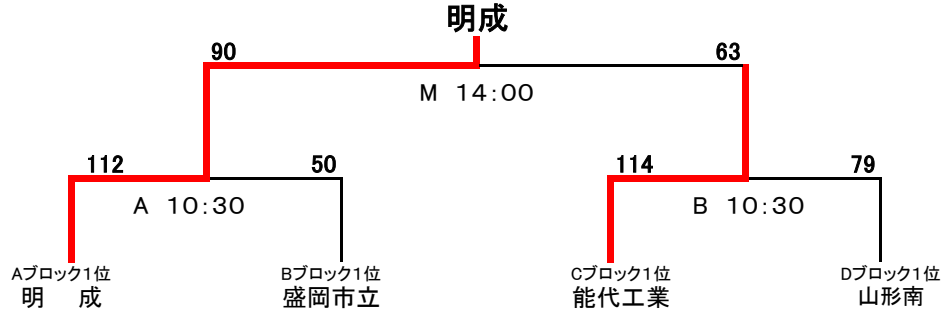 明成
90 63
M 14:00
112 50 114 79
A 10:30 B 10:30
Aブロック1位 Bブロック1位 Cブロック1位 Dブロック1位
明 成 盛岡市立 能代工業 山形南